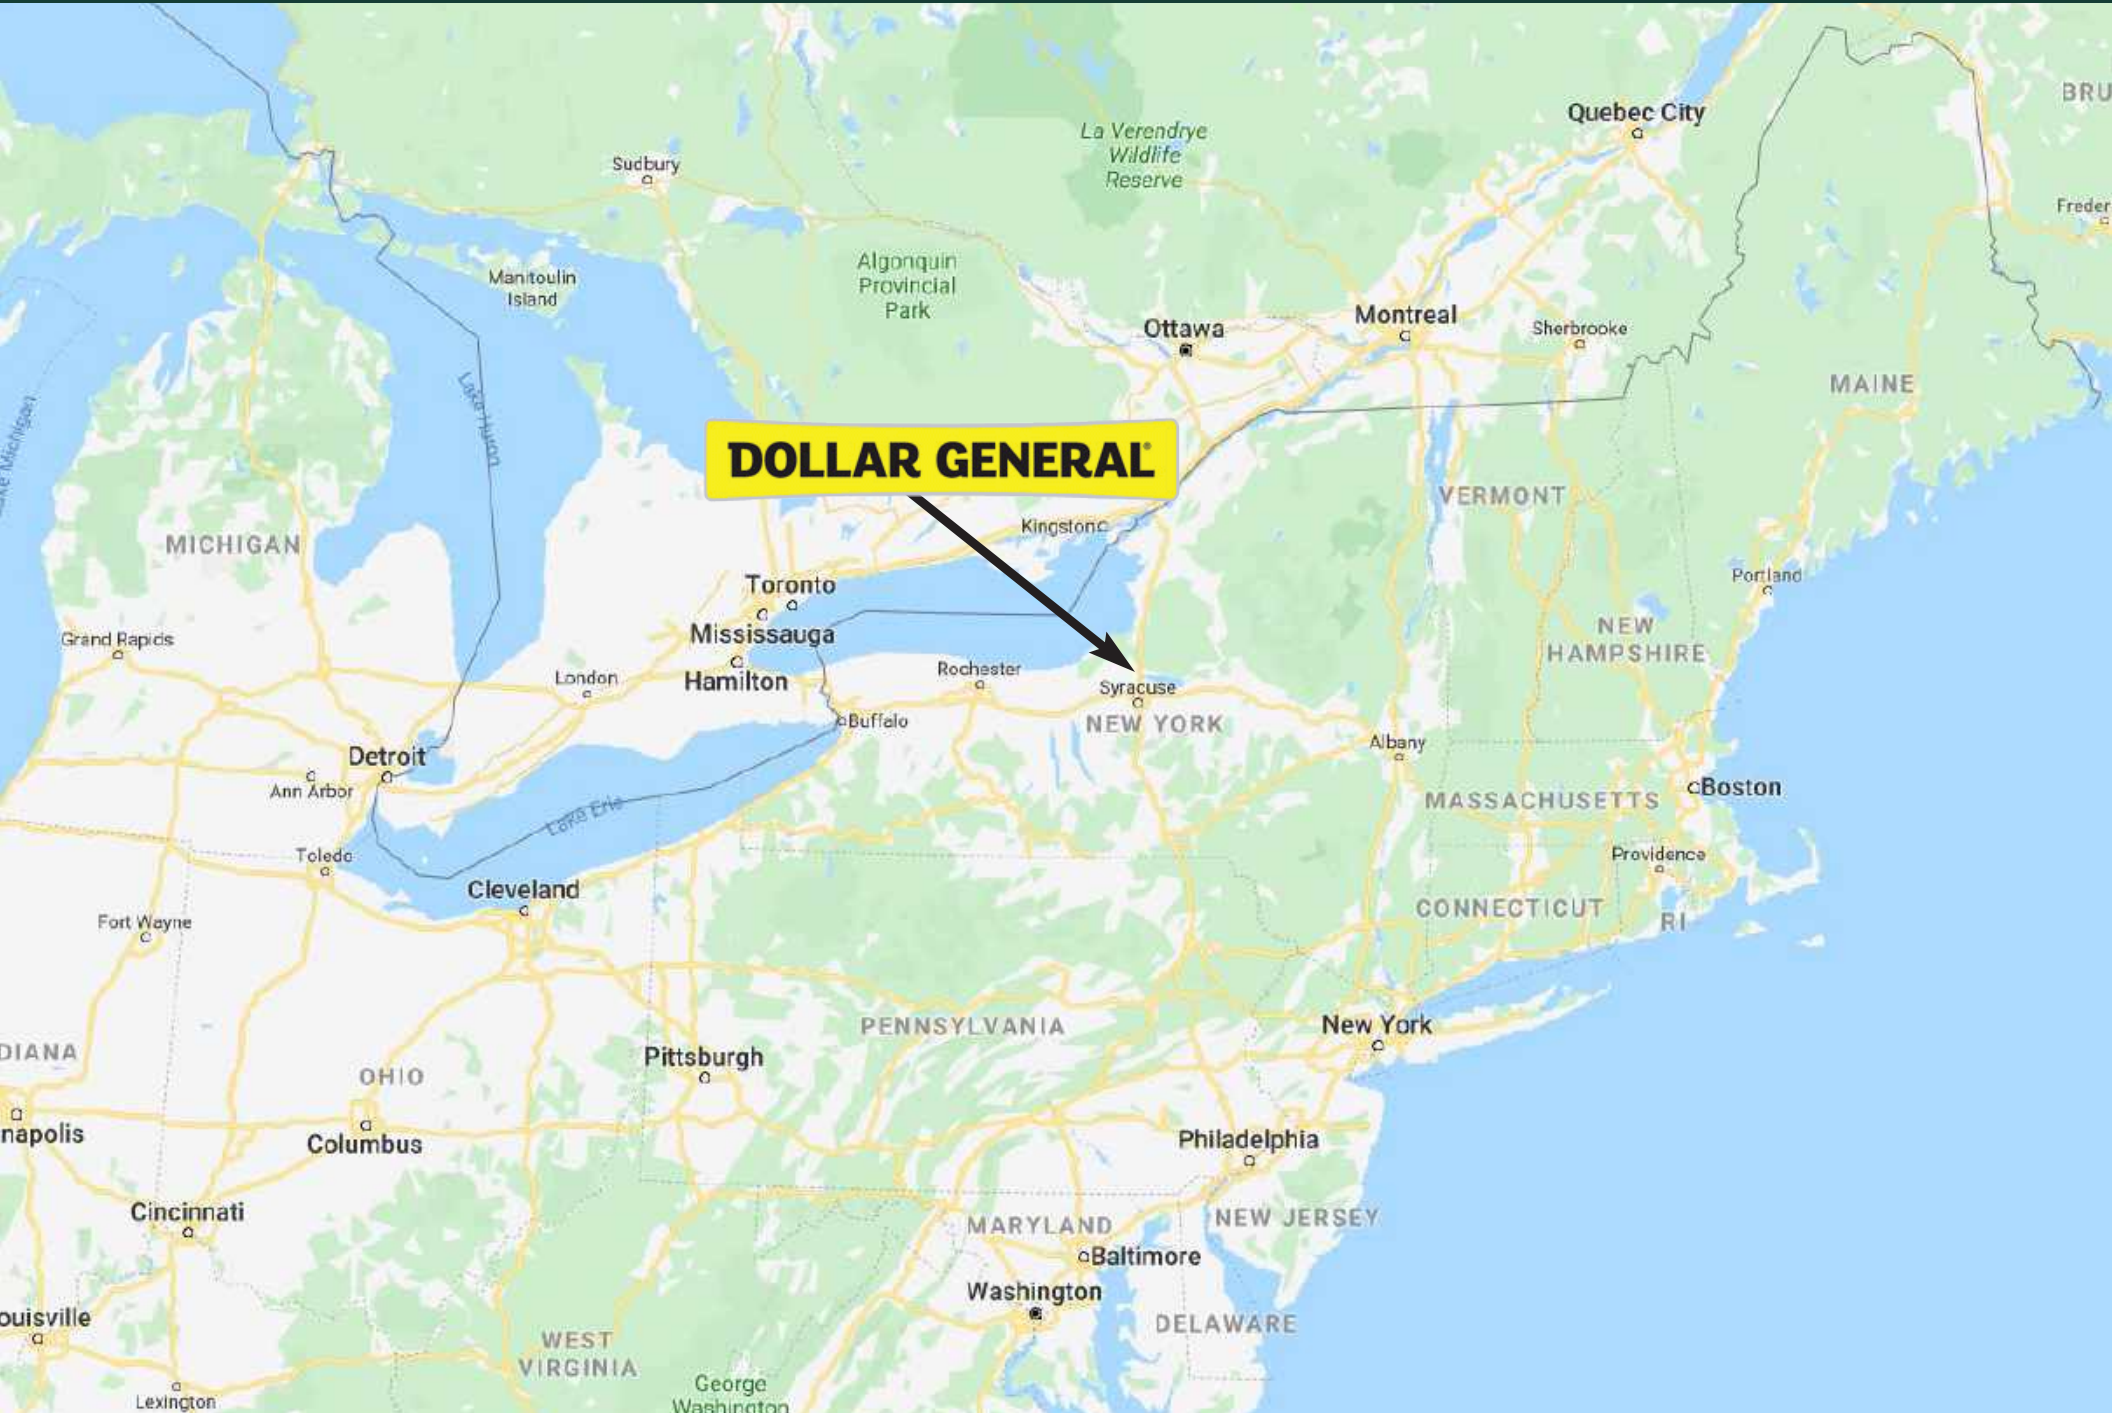 Quebec City
BRU
La Verendrye
Wildlife
Reserve
Sudbury
Freder
Algonquin
Provincial
Park
Manitoulin
Island
Montreal
Ottawa
Sherbrooke
MAINE
Lake Huron
ake Michigan
DOLLAR GENERAL®
VERMONT
Kingston
MICHIGAN
Toronto
Portland
Mississauga
Grand Rapids
NEW
HAMPSHIRE
Rochester
London
Hamilton
Syracuse
Buffalo
NEW YORK
Albany
Detroit
Ann Arbor
Boston
MASSACHUSETTS
Lake Erie
Toledo
Providence
Cleveland
CONNECTICUT
RI
Fort Wayne
New York
PENNSYLVANIA
DIANA
Pittsburgh
OHIO
napolis
Columbus
Philadelphia
Cincinnati
MARYLAND
NEW JERSEY
Baltimore
Washington
ouisville
DELAWARE
WEST
VIRGINIA
George
Washington
Lexington